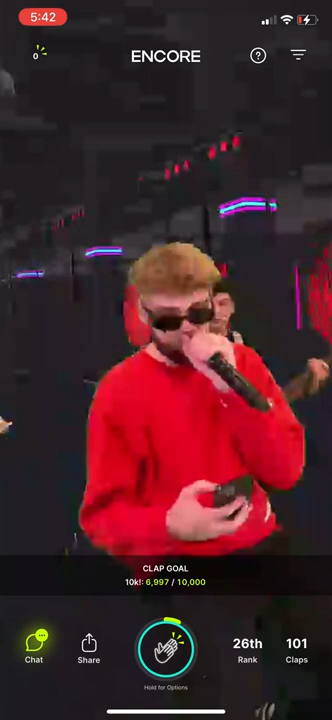 5:42
0
ENCORE
?
CLAP GOAL
10k!: 6,997 / 10,000
Chat
Share
Hold for Options
26th
Rank
101
Claps